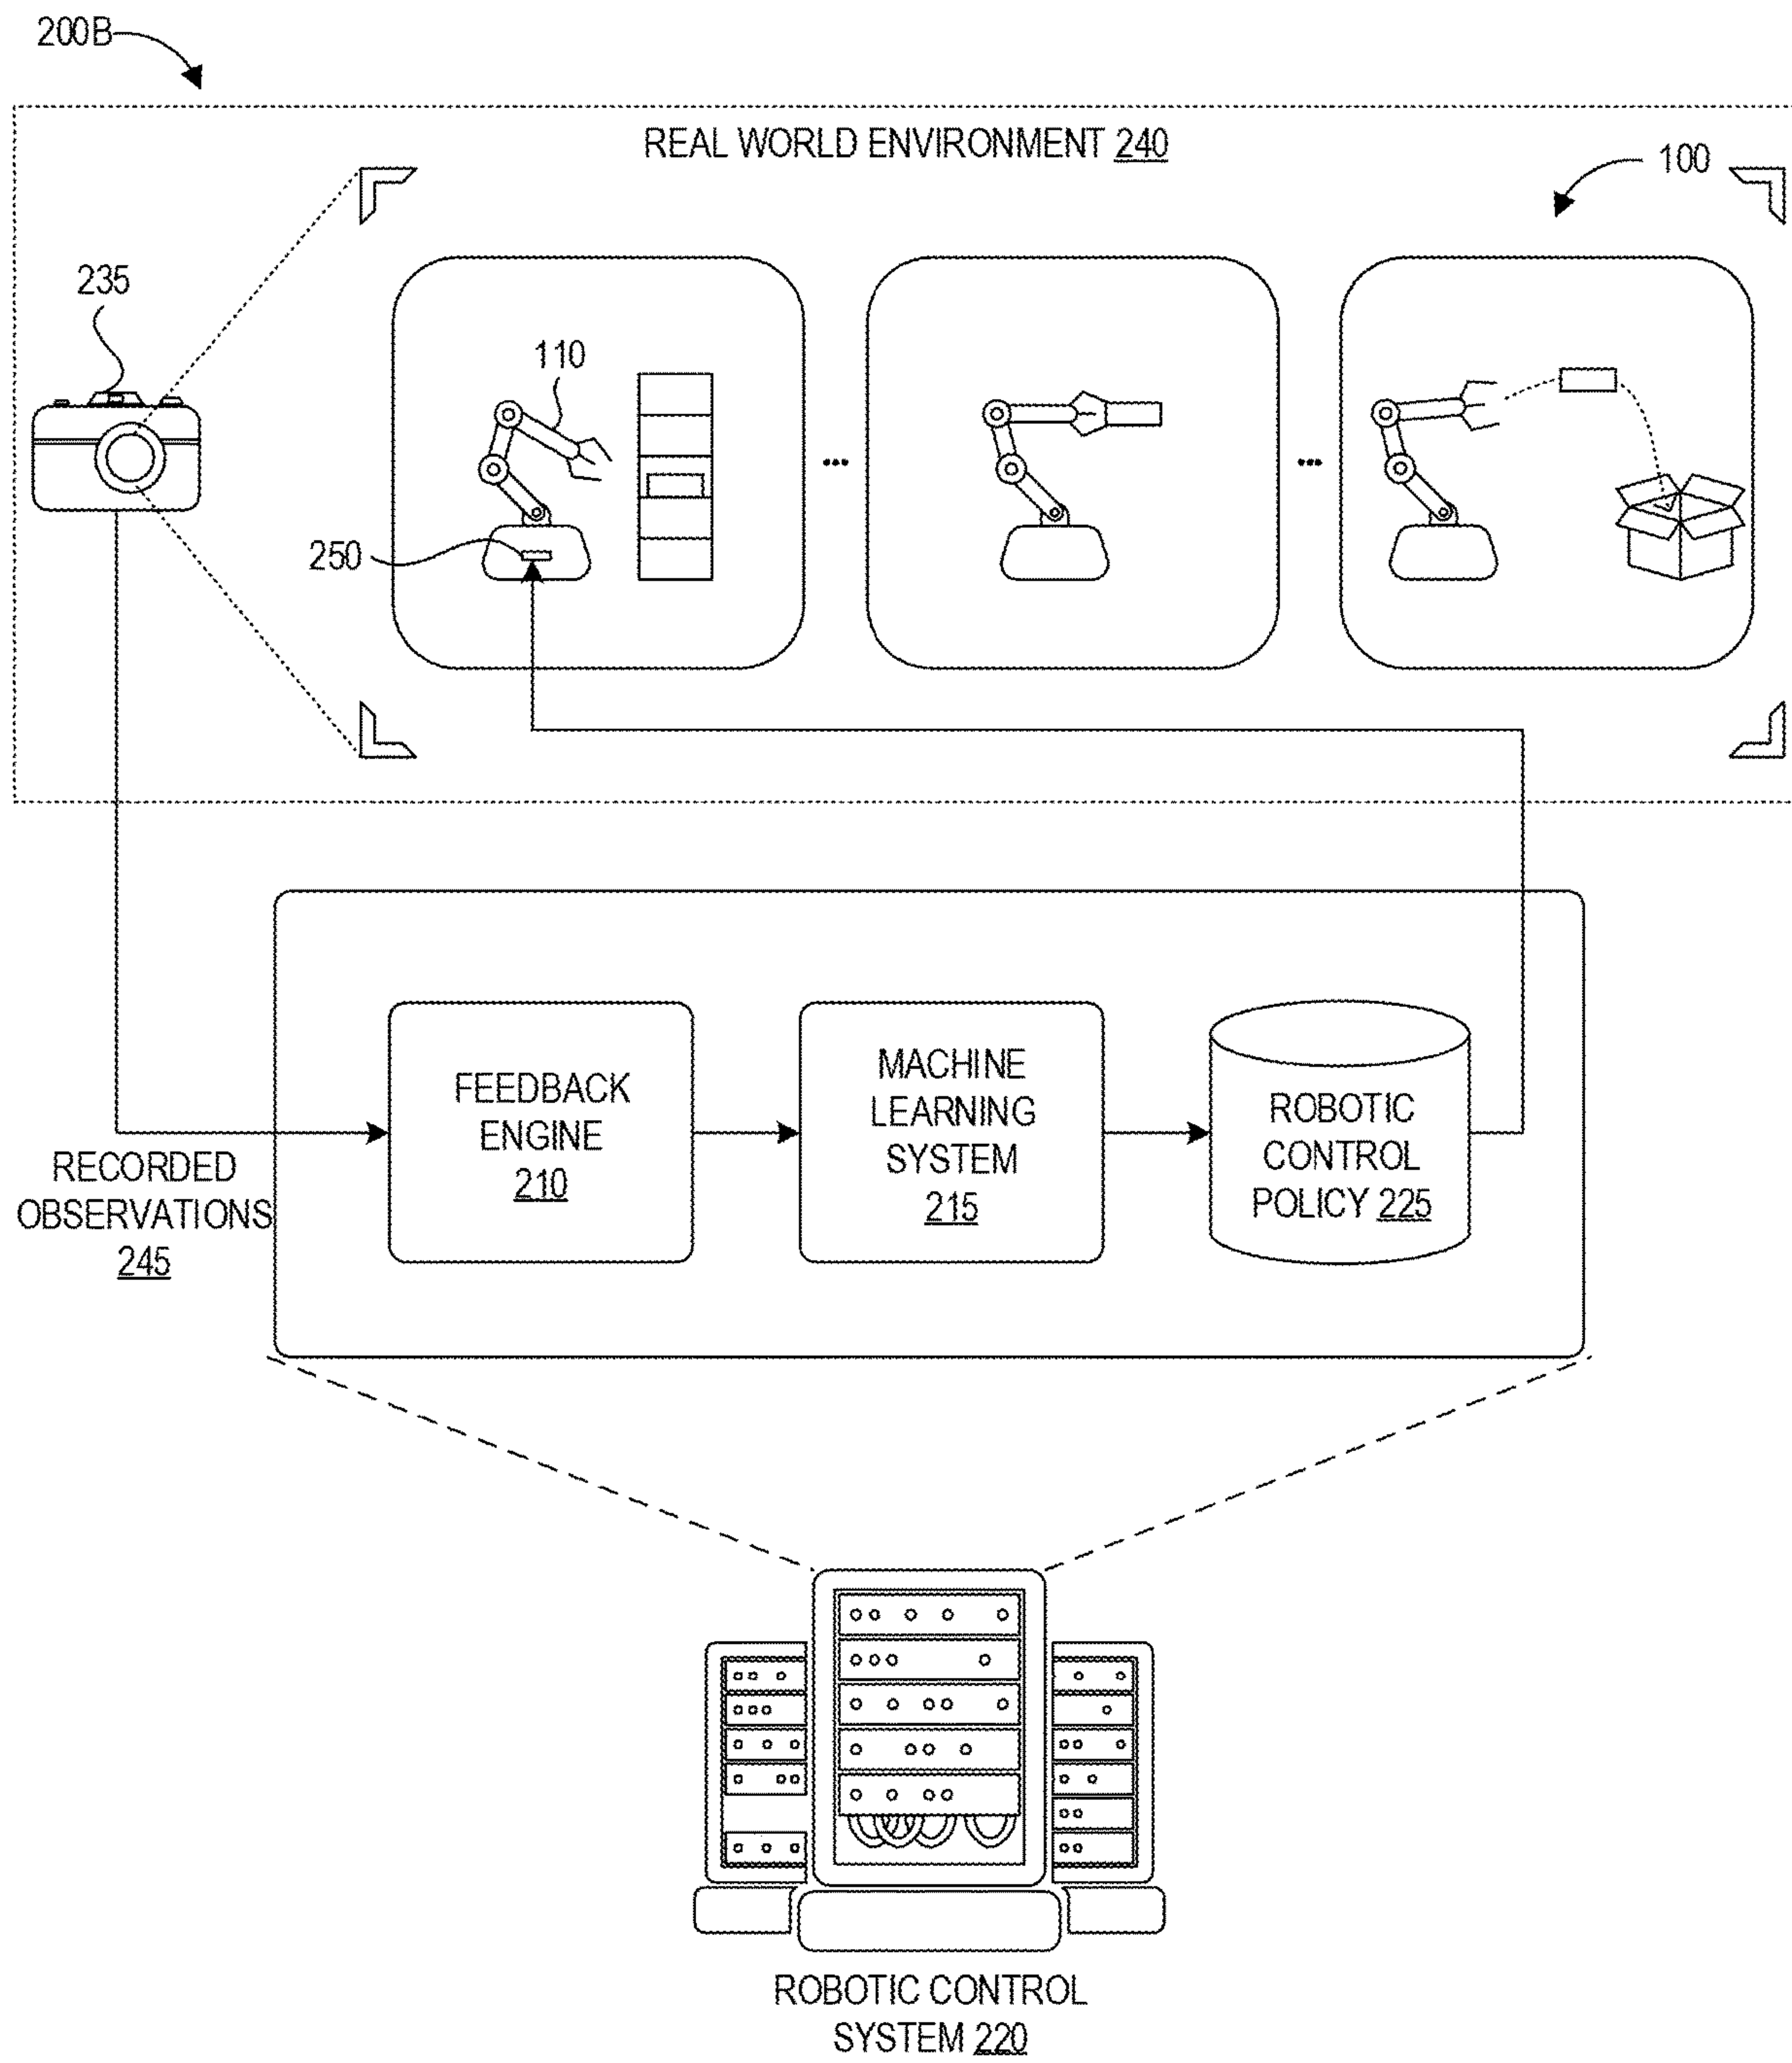 200B
REAL WORLD ENVIRONMENT 240
100
235
110
...
...
250
FEEDBACK
ENGINE
210
MACHINE
LEARNING
SYSTEM
215
ROBOTIC
CONTROL
POLICY 225
RECORDED
OBSERVATIONS
245
ROBOTIC CONTROL
SYSTEM 220